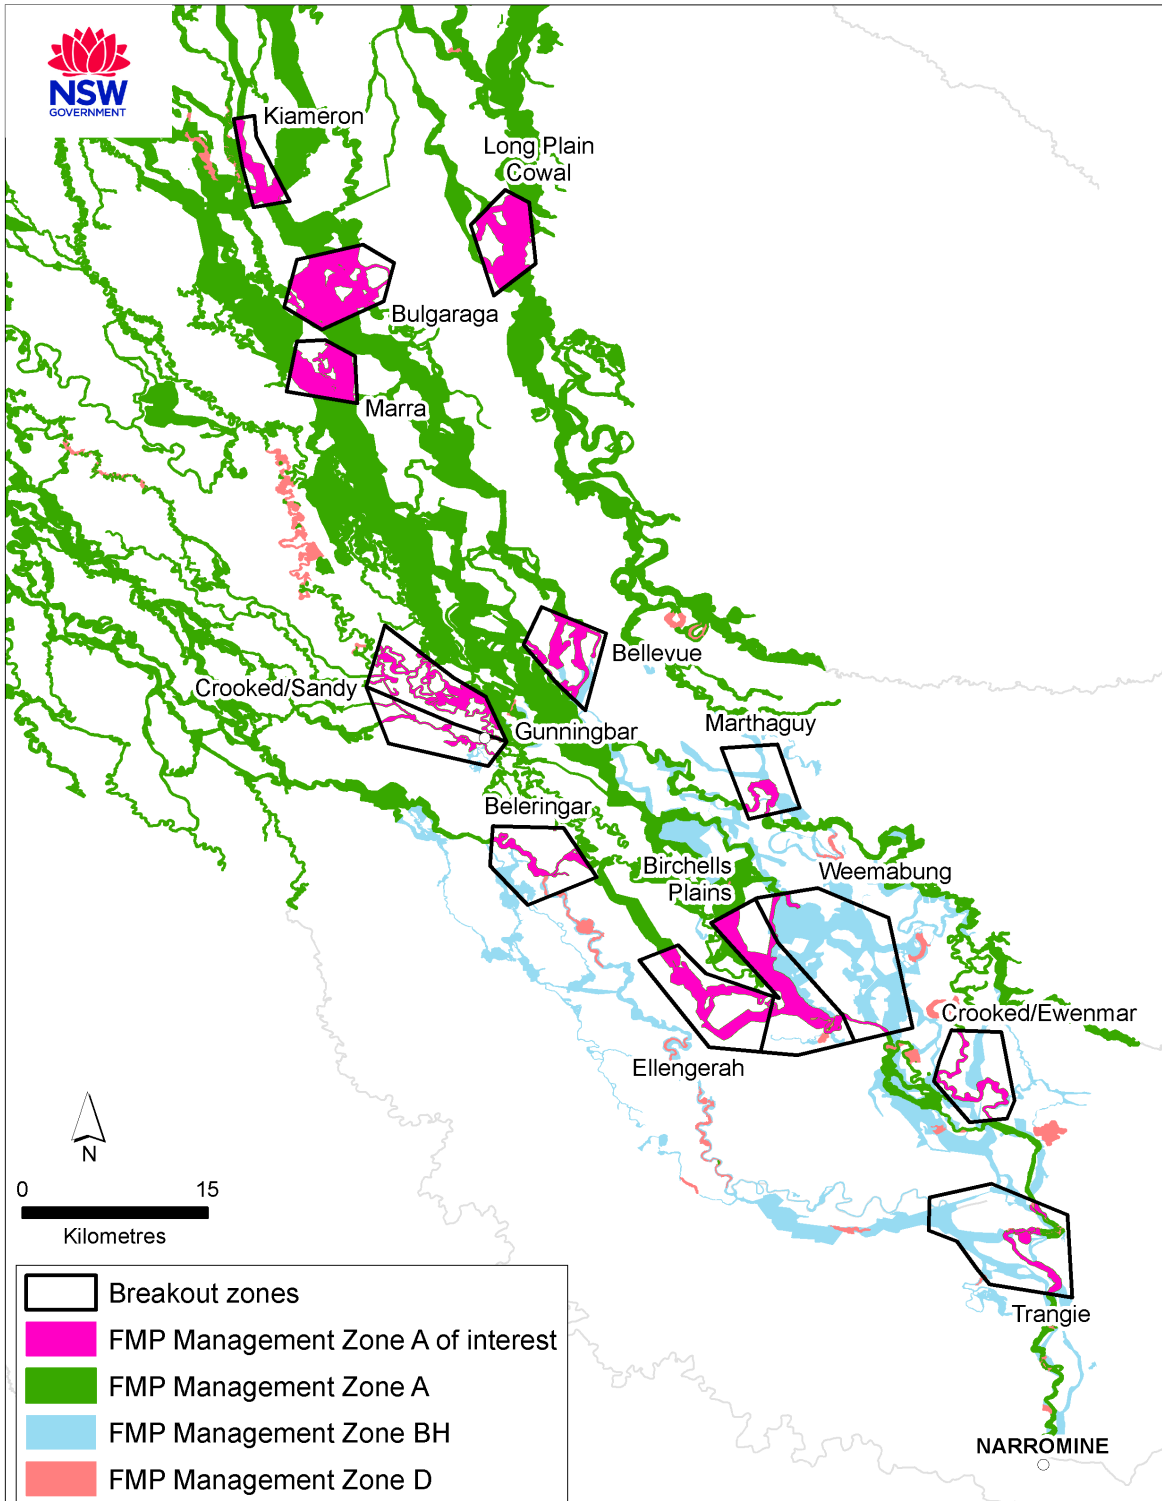 NSW
GOVERNMENT
Kiameron
Long Plain
Cowal
Bulgaraga
Marra
Bellevue
Crooked/Sandy
Gunningbar
Marthaguy
Beleringar
Birchells
Plains
Weemabung
Crooked/Ewenmar
Ellengerah
N
0 15
Kilometres
Trangie
NARROMINE
Breakout zones
FMP Management Zone A of interest
FMP Management Zone A
FMP Management Zone BH
FMP Management Zone D